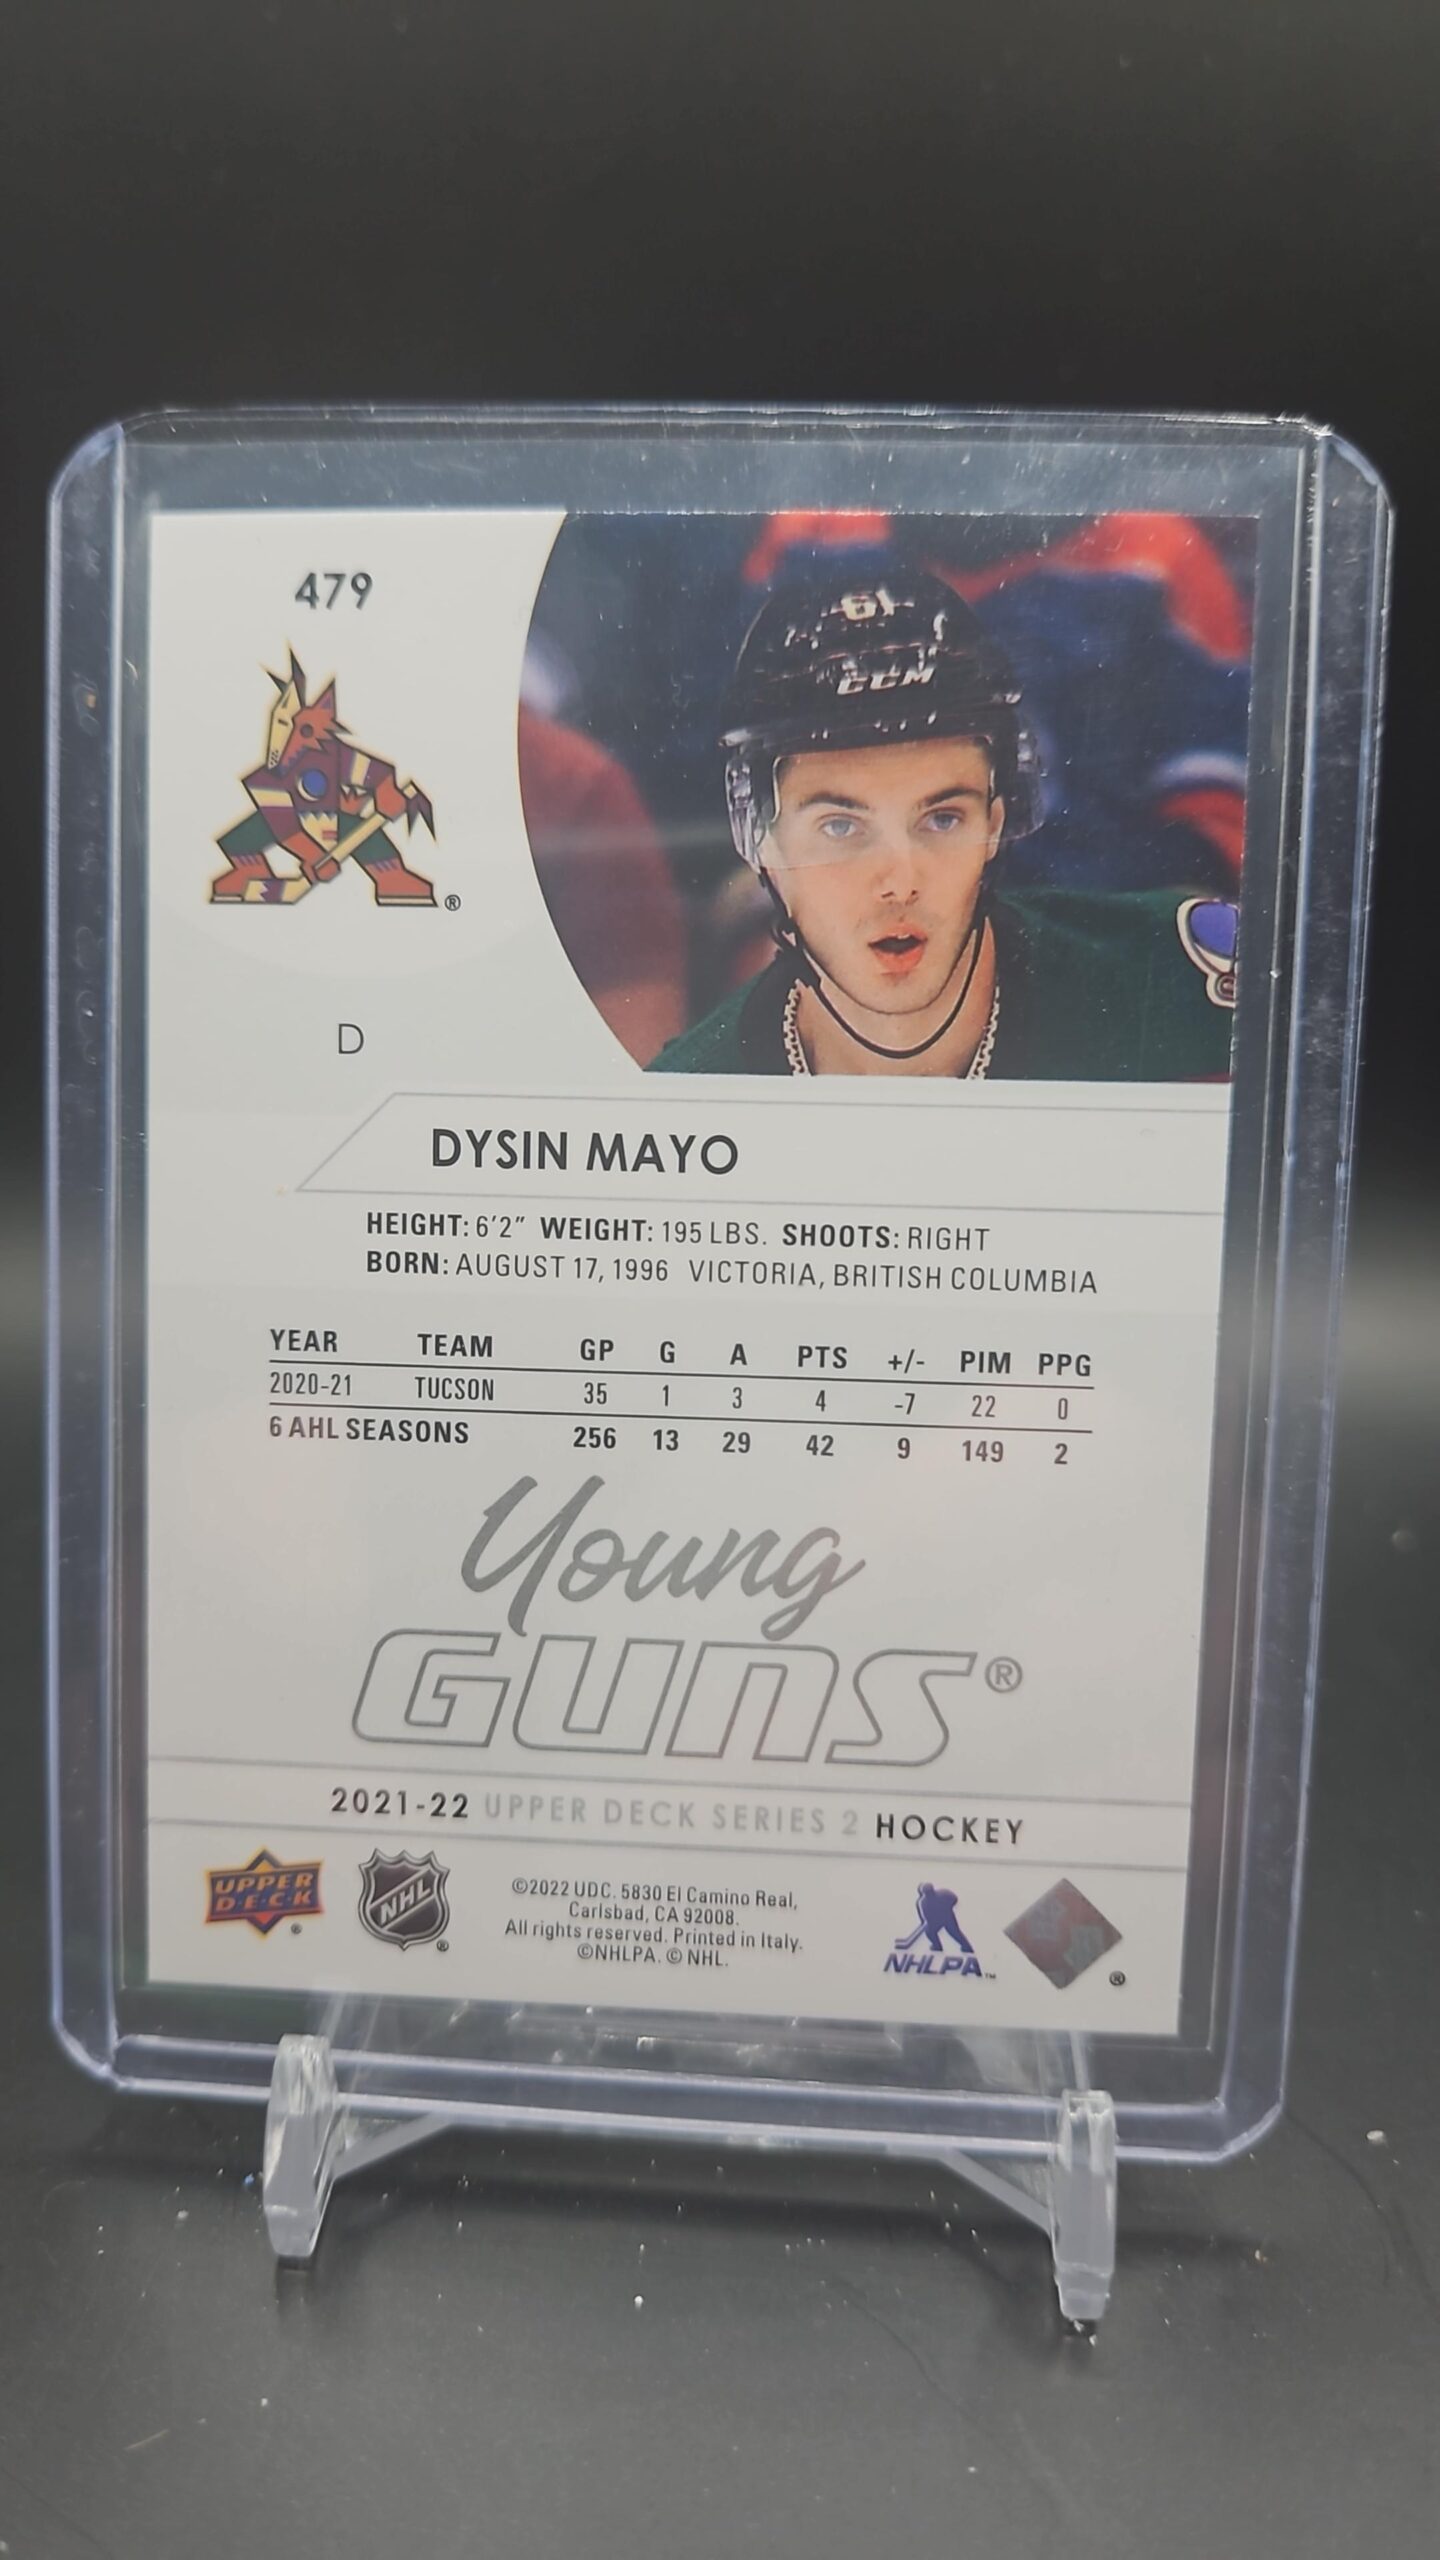 479
61
CCM
®
D
DYSIN MAYO
HEIGHT: 6'2" WEIGHT: 195 LBS. SHOOTS: RIGHT
BORN: AUGUST 17, 1996 VICTORIA, BRITISH COLUMBIA
YEAR TEAM GP G A PTS +/- PIM PPG
2020-21 TUCSON 35 1 3 4 -7 22 0
6 AHL SEASONS 256 13 29 42 9 149 2
Young
GUNS®
2021-22 UPPER DECK SERIES 2 HOCKEY
UPPER
D·E·C·K
®
NHL
®
©2022 UDC. 5830 El Camino Real,
Carlsbad, CA 92008.
All rights reserved. Printed in Italy.
©NHLPA. © NHL.
NHLPA™
®